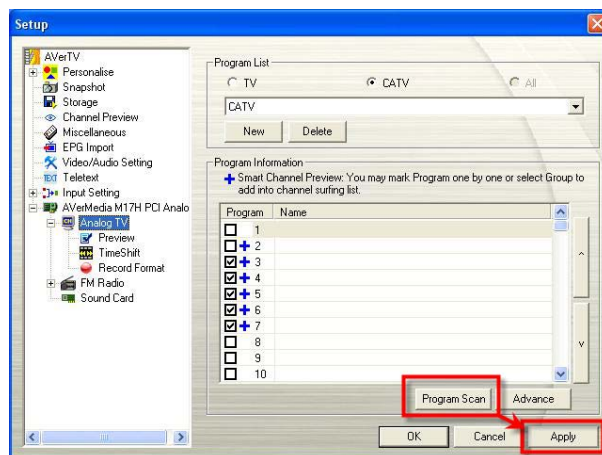 Setup
AVerTV
Personalise
Snapshot
Storage
Channel Preview
Miscellaneous
EPG Import
Video/Audio Setting
TEXT Teletext
Input Setting
AVerMedia M17H PCI Analo
Analog TV
Preview
TimeShift
Record Format
FM Radio
Sound Card
Program List
TV
CATV
All
CATV
New
Delete
Program Information
Smart Channel Preview: You may mark Program one by one or select Group to
add into channel surfing list.
Program Name
1
2
3
4
5
6
7
8
9
10
Program Scan
Advance
OK
Cancel
Apply